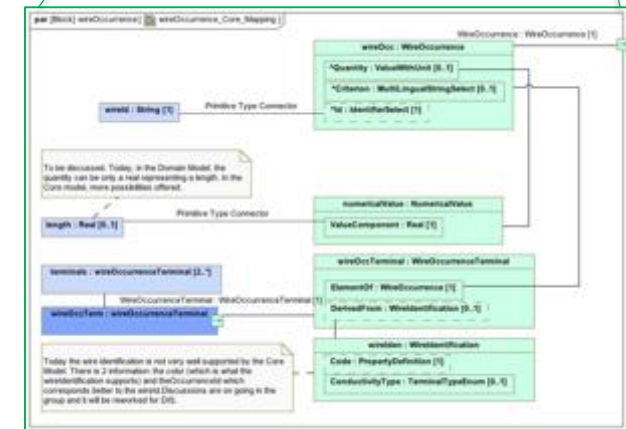 par [Block] wireOccurrence [ wireOccurrence_Core_Mapping ]
WireOccurrence : WireOccurrence [1]
wireOcc : WireOccurrence
*Quantity : ValueWithUnit [0..1]
*Criterion : MultiLingualStringSelect [0..1]
*Id : IdentifierSelect [1]
wireId : String [1]
Primitive Type Connector
To be discussed. Today, in the Domain Model, the
quantity can be only a real representing a length. In the
Core model, more possibilities offered.
numericalValue : NumericalValue
ValueComponent : Real [1]
Primitive Type Connector
length : Real [0..1]
wireOccTerminal : WireOccurrenceTerminal
ElementOf : WireOccurrence [1]
DerivedFrom : WireIdentification [0..1]
terminals : wireOccurrenceTerminal [2..*]
WireOccurrenceTerminal : WireOccurrenceTerminal [1]
wireOccTerm : wireOccurrenceTerminal
wireIden : WireIdentification
Code : PropertyDefinition [1]
ConductivityType : TerminalTypeEnum [0..1]
Today the wire identification is not very well supported by the Core
Model. There is 2 information: the color (which is what the
wireIdentification supports) and theOccurrenceId which
corresponds better to the wireId.Discussions are on going in the
group and it will be reworked for DIS.